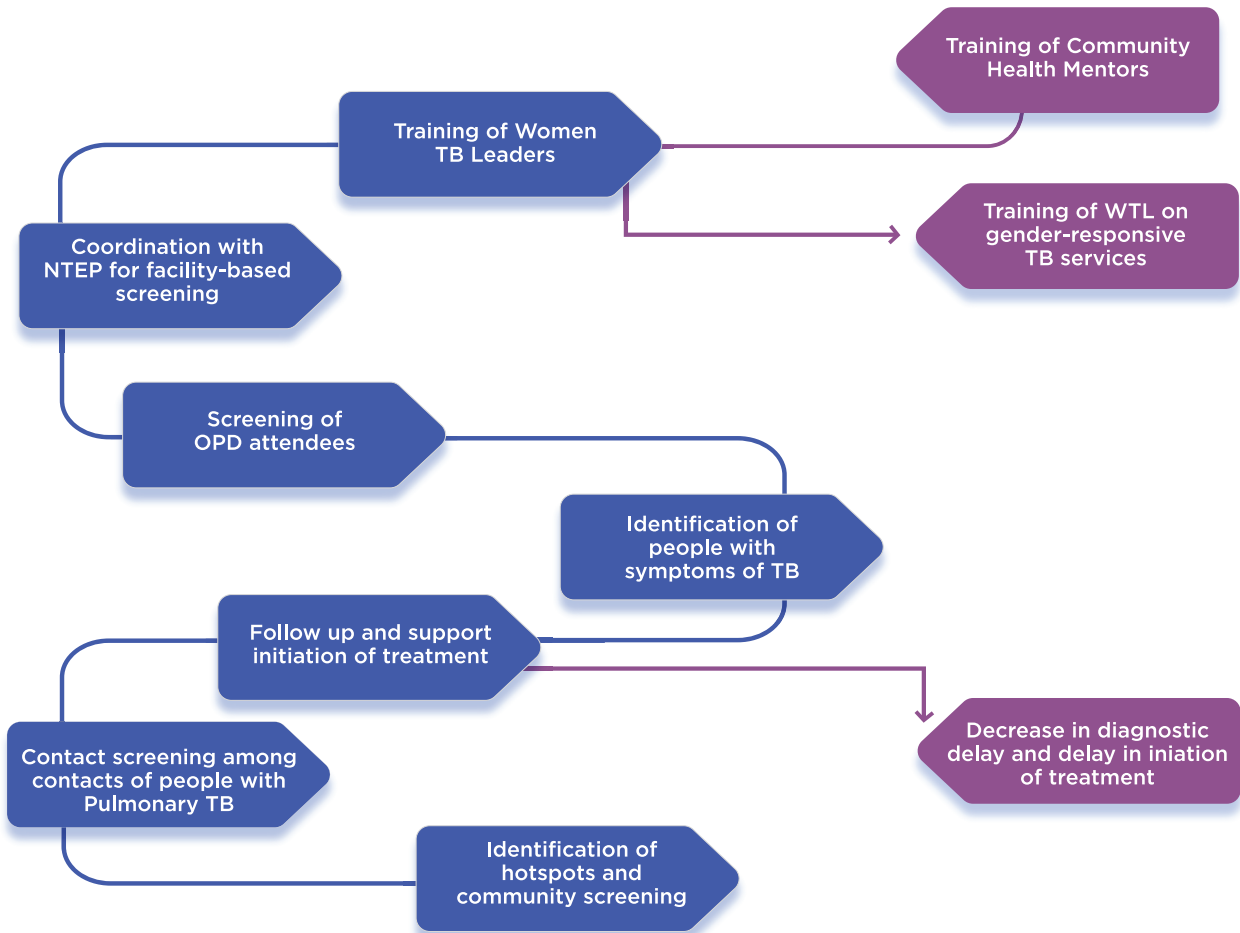 Training of Community
Health Mentors
Training of Women
TB Leaders
Training of WTL on
gender-responsive
TB services
Coordination with
NTEP for facility-based
screening
Screening of
OPD attendees
Identification of
people with
symptoms of TB
Follow up and support
initiation of treatment
Decrease in diagnostic
delay and delay in iniation
of treatment
Contact screening among
contacts of people with
Pulmonary TB
Identification of
hotspots and
community screening